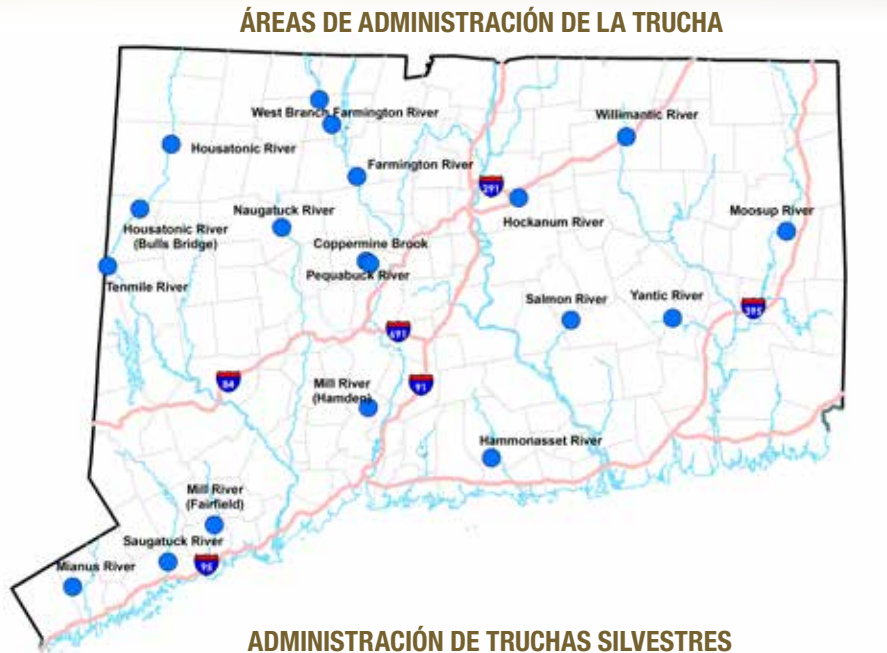 ÁREAS DE ADMINISTRACIÓN DE LA TRUCHA
West Branch Farmington River
Willimantic River
Housatonic River
Farmington River
291
Hockanum River
Moosup River
Naugatuck River
Housatonic River
(Bulls Bridge)
Coppermine Brook
Pequabuck River
Tenmile River
Salmon River
Yantic River
395
691
84
Mill River
(Hamden)
91
Hammonasset River
Mill River
(Fairfield)
Saugatuck River
95
Mianus River
ADMINISTRACIÓN DE TRUCHAS SILVESTRES